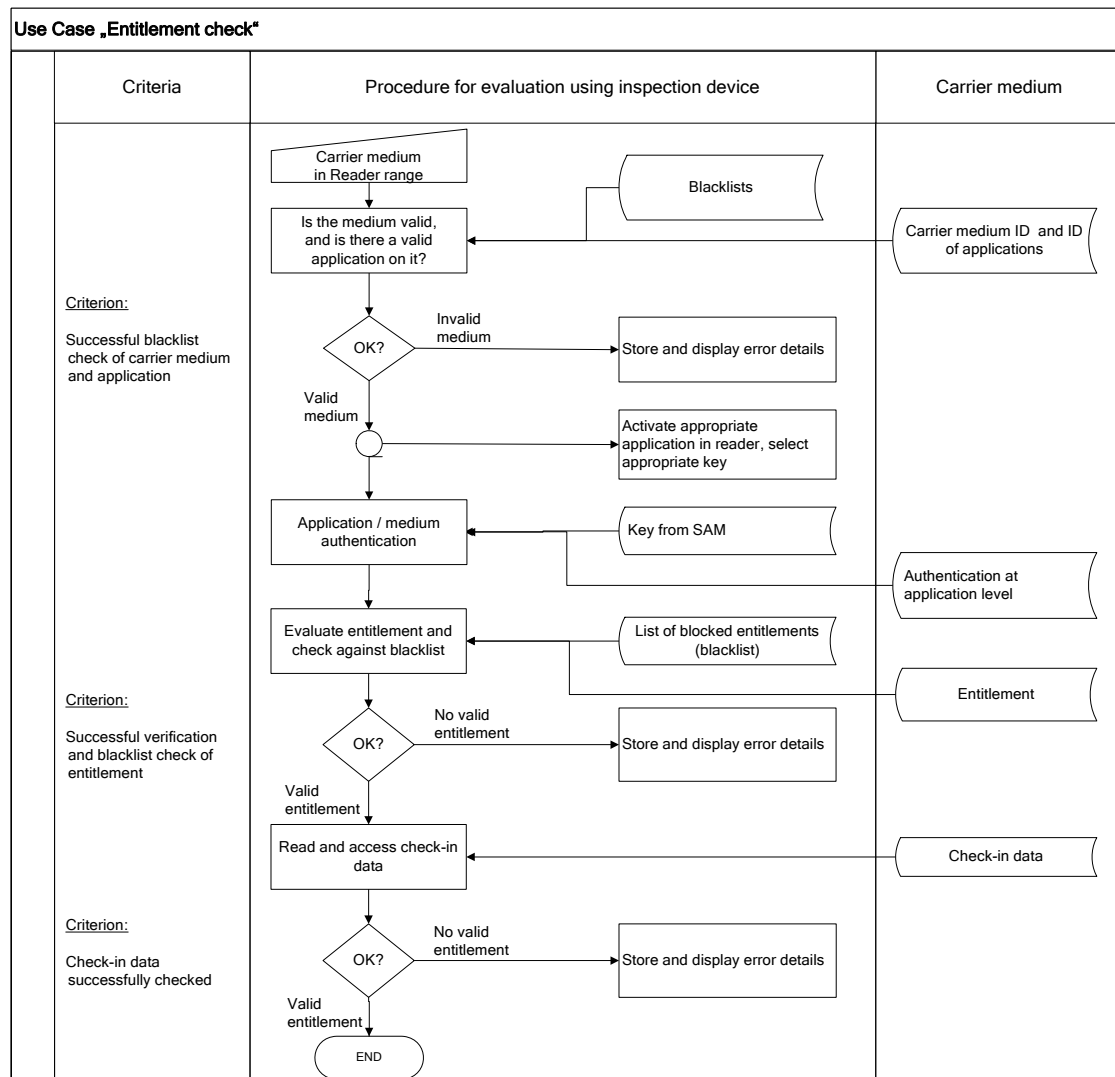 Use Case „Entitlement check“
Criteria
Procedure for evaluation using inspection device
Carrier medium
Carrier medium
in Reader range
Blacklists
Is the medium valid,
and is there a valid
application on it?
Carrier medium ID  and ID
of applications
Criterion:
Successful blacklist
check of carrier medium
and application
OK?
Invalid
medium
Store and display error details
Valid
medium
Activate appropriate
application in reader, select
appropriate key
Application / medium
authentication
Key from SAM
Authentication at
application level
Evaluate entitlement and
check against blacklist
List of blocked entitlements
(blacklist)
Entitlement
Criterion:
Successful verification
and blacklist check of
entitlement
OK?
No valid
entitlement
Store and display error details
Valid
entitlement
Read and access check-in
data
Check-in data
Criterion:
Check-in data
successfully checked
OK?
No valid
entitlement
Store and display error details
Valid
entitlement
END